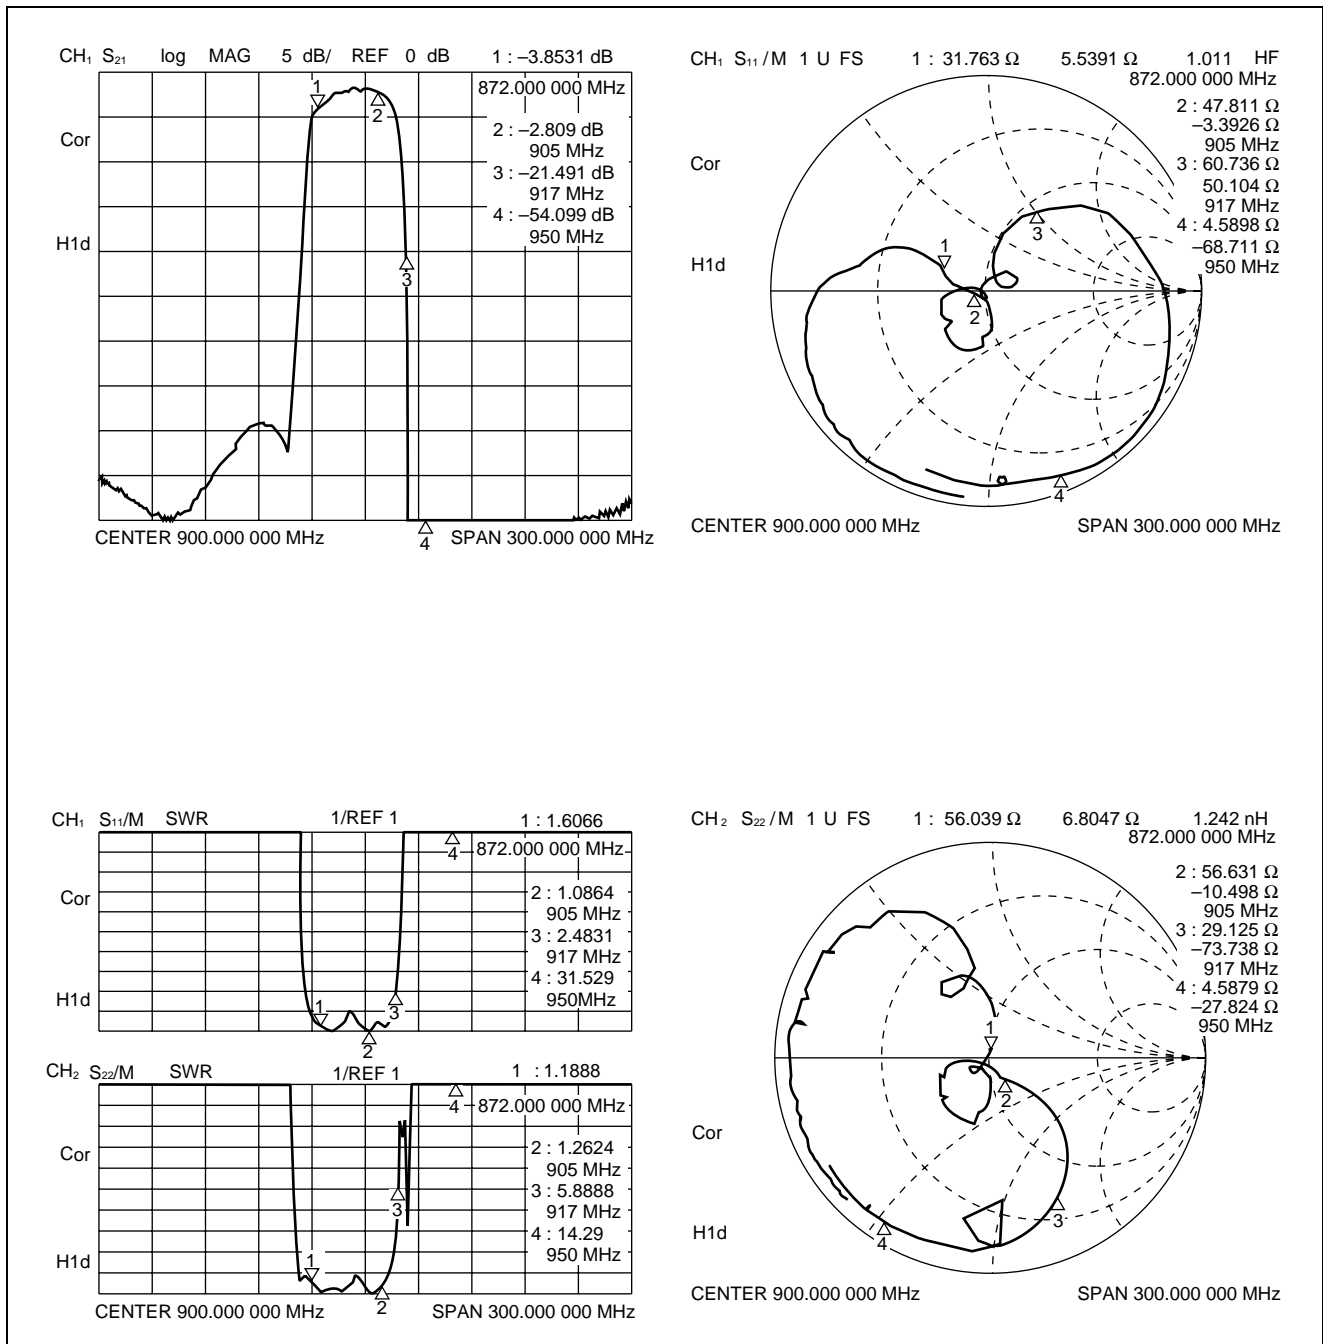 CH₁ S₂₁ log MAG 5 dB/ REF 0 dB 1 : –3.8531 dB
872.000 000 MHz
1
2
Cor
2 : –2.809 dB
905 MHz
3 : –21.491 dB
917 MHz
4 : –54.099 dB
950 MHz
H1d
3
4
CENTER 900.000 000 MHz SPAN 300.000 000 MHz
CH₁ S₁₁/M 1 U FS 1 : 31.763 Ω 5.5391 Ω 1.011 HF
872.000 000 MHz
2 : 47.811 Ω
–3.3926 Ω
905 MHz
Cor
3 : 60.736 Ω
50.104 Ω
917 MHz
4 : 4.5898 Ω
–68.711 Ω
950 MHz
H1d
1
3
2
4
CENTER 900.000 000 MHz SPAN 300.000 000 MHz
CH₁ S₁₁/M SWR 1/REF 1 1 : 1.6066
4
872.000 000 MHz
Cor
2 : 1.0864
905 MHz
3 : 2.4831
917 MHz
4 : 31.529
950MHz
H1d
1
3
2
CH₂ S₂₂/M SWR 1/REF 1 1 : 1.1888
4
872.000 000 MHz
Cor
2 : 1.2624
905 MHz
3 : 5.8888
917 MHz
4 : 14.29
950 MHz
H1d
3
1
2
CENTER 900.000 000 MHz SPAN 300.000 000 MHz
CH₂ S₂₂/M 1 U FS 1 : 56.039 Ω 6.8047 Ω 1.242 nH
872.000 000 MHz
2 : 56.631 Ω
–10.498 Ω
905 MHz
3 : 29.125 Ω
–73.738 Ω
917 MHz
4 : 4.5879 Ω
–27.824 Ω
950 MHz
1
2
Cor
3
H1d
4
CENTER 900.000 000 MHz SPAN 300.000 000 MHz